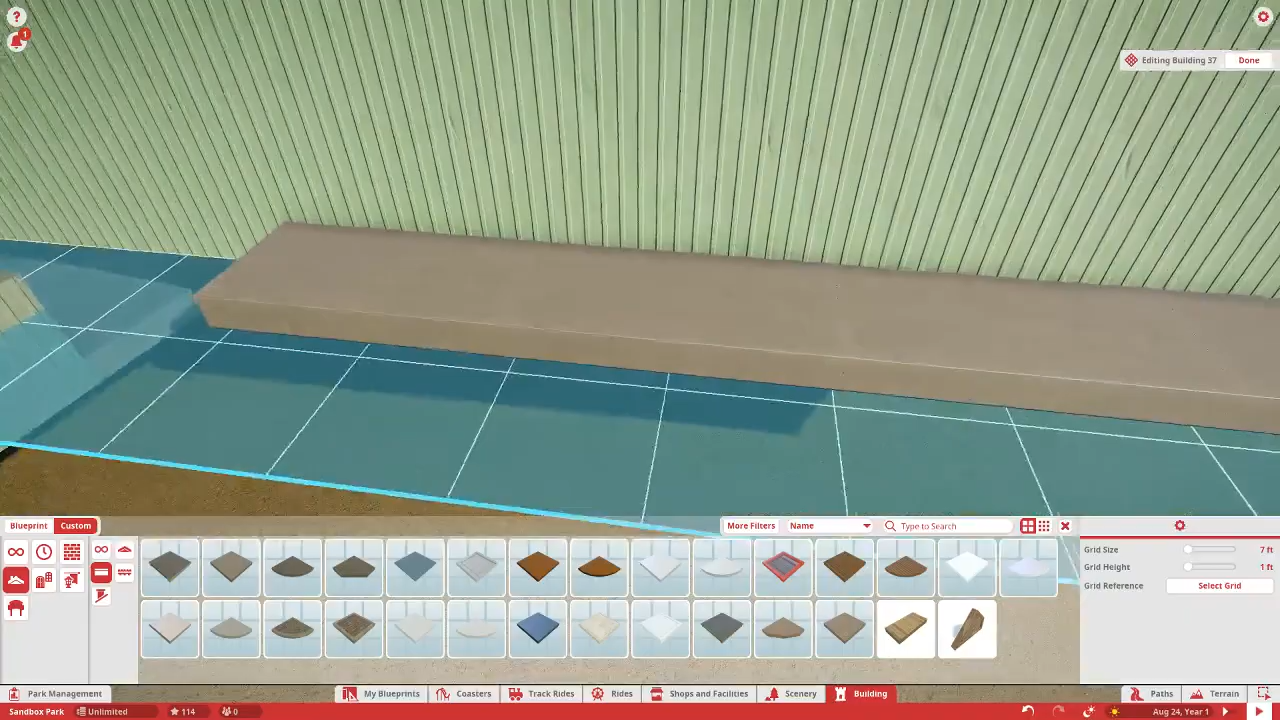 ?
1
Editing Building 37 Done
Blueprint Custom
More Filters Name Type to Search
Grid Size 7 ft
Grid Height 1 ft
Grid Reference Select Grid
Park Management My Blueprints Coasters Track Rides Rides Shops and Facilities Scenery Building Paths Terrain
Sandbox Park Unlimited 114 0 Aug 24, Year 1